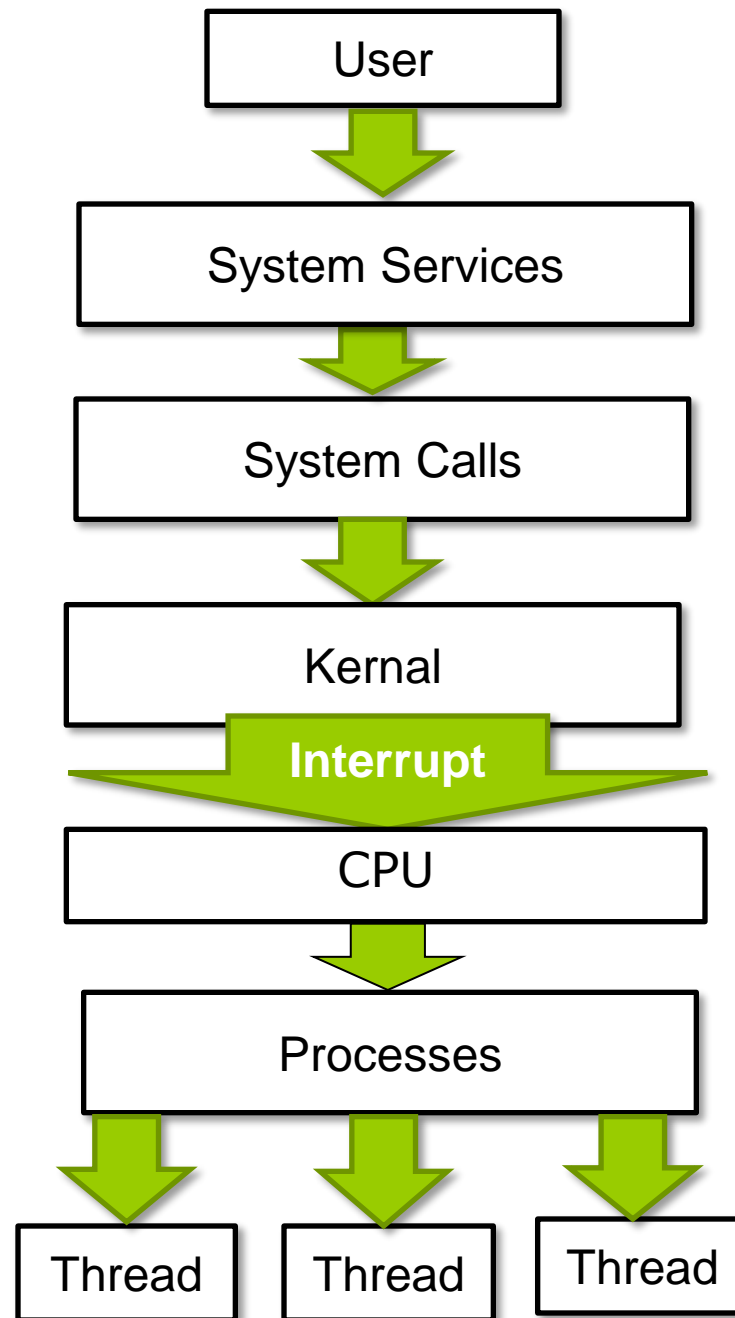 User
System Services
System Calls
Kernal
Interrupt
CPU
Processes
Thread
Thread
Thread